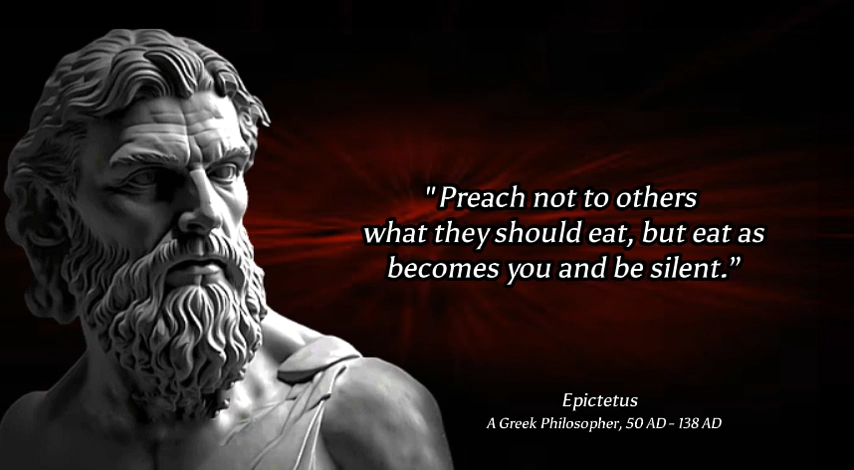 "Preach not to others
what they should eat, but eat as
becomes you and be silent.”
Epictetus
A Greek Philosopher, 50 AD - 138 AD